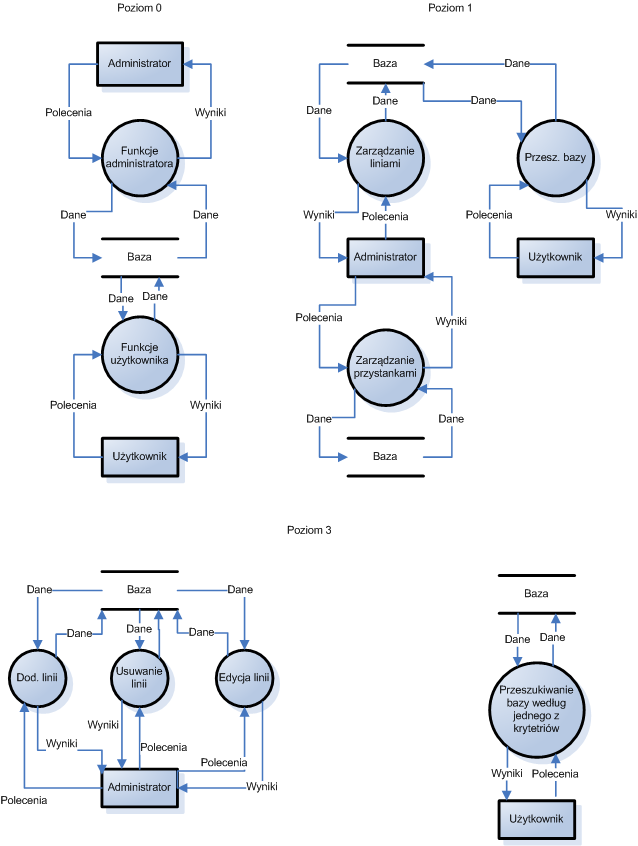 Poziom 0
Administrator
Polecenia
Wyniki
Funkcje
administratora
Dane
Dane
Baza
Dane
Dane
Funkcje
użytkownika
Polecenia
Wyniki
Użytkownik
Poziom 1
Baza
Dane
Dane
Dane
Dane
Zarządzanie
liniami
Przesz. bazy
Wyniki
Polecenia
Polecenia
Wyniki
Administrator
Użytkownik
Polecenia
Wyniki
Zarządzanie
przystankami
Dane
Dane
Baza
Poziom 3
Baza
Dane
Dane
Dane
Dane
Dane
Dod. linii
Usuwanie
linii
Edycja linii
Wyniki
Wyniki
Polecenia
Polecenia
Administrator
Wyniki
Polecenia
Baza
Dane
Dane
Przeszukiwanie
bazy według
jednego z
krytetriów
Wyniki
Polecenia
Użytkownik